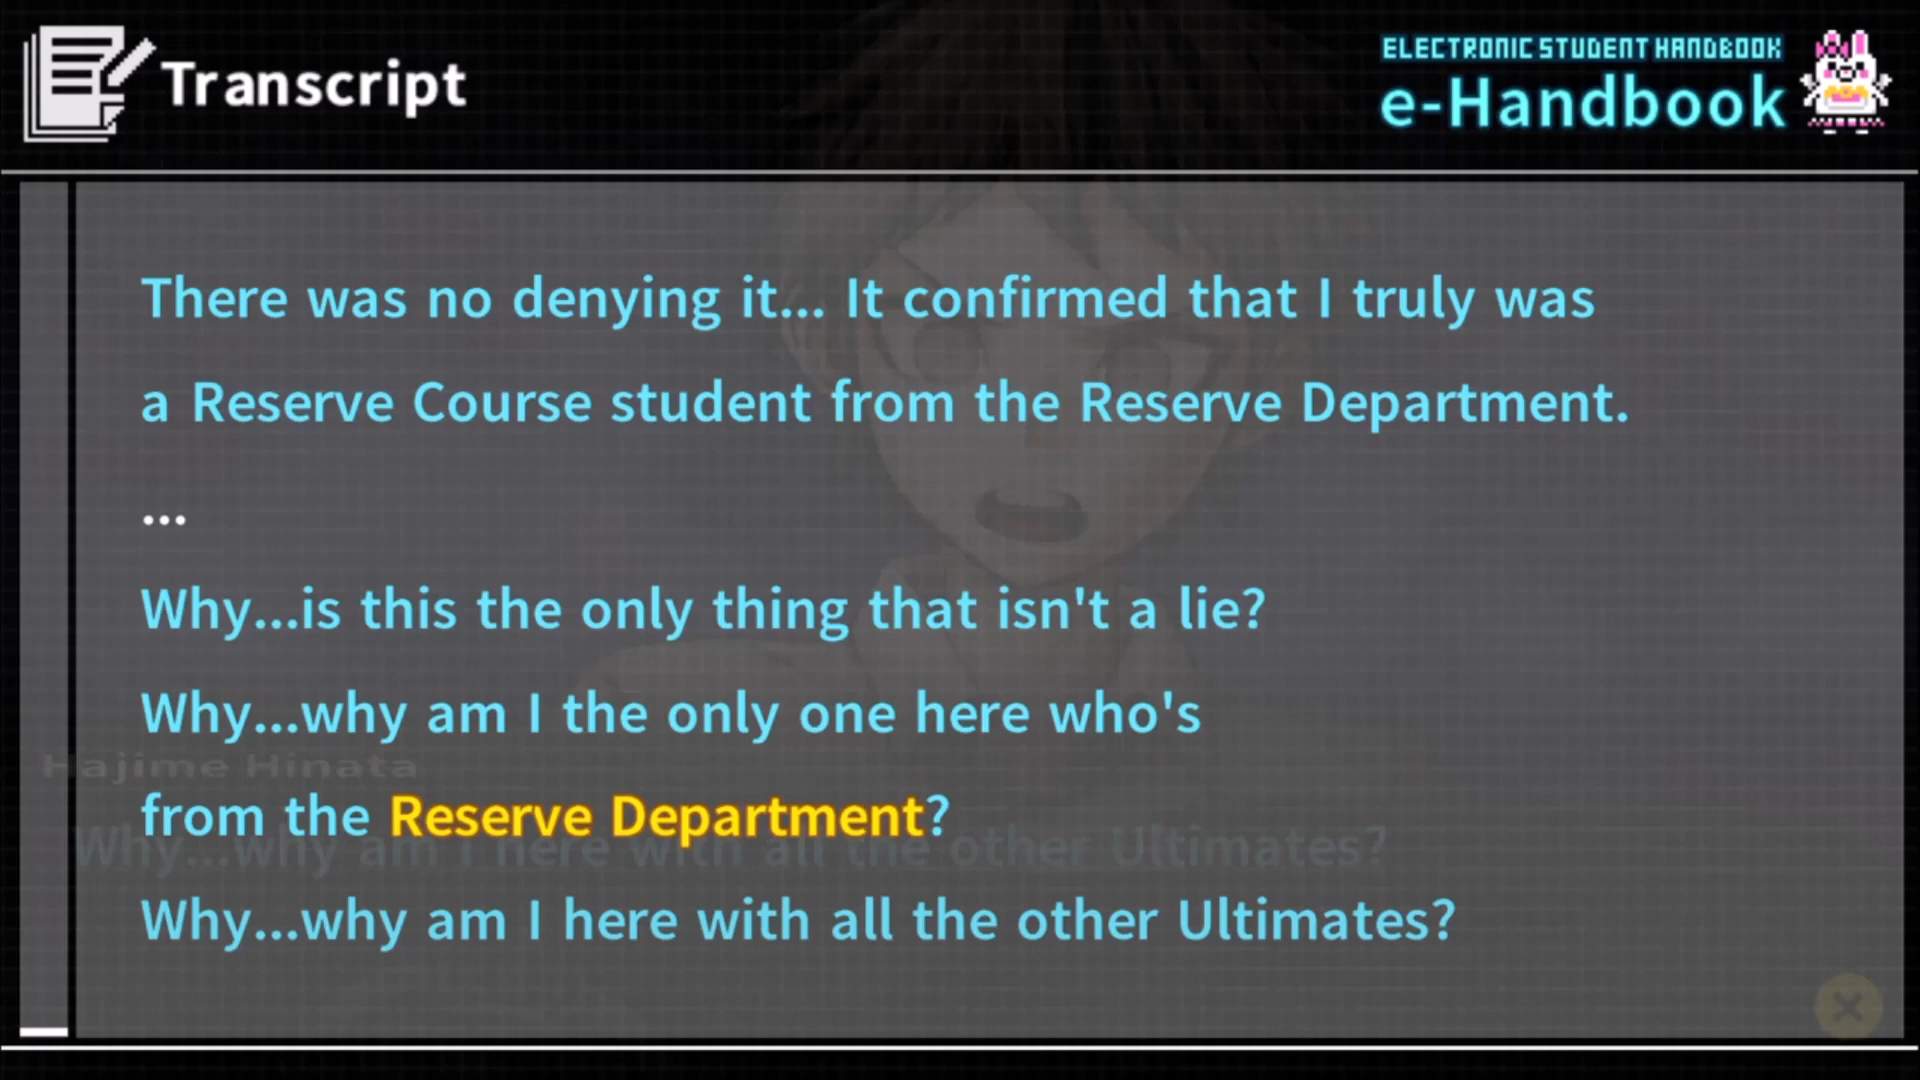 Transcript
ELECTRONIC STUDENT HANDBOOK
e-Handbook
There was no denying it... It confirmed that I truly was
a Reserve Course student from the Reserve Department.
...
Why...is this the only thing that isn't a lie?
Why...why am I the only one here who's
Hajime Hinata
from the Reserve Department?
Why...why am I here with all the other Ultimates?
Why...why am I here with all the other Ultimates?